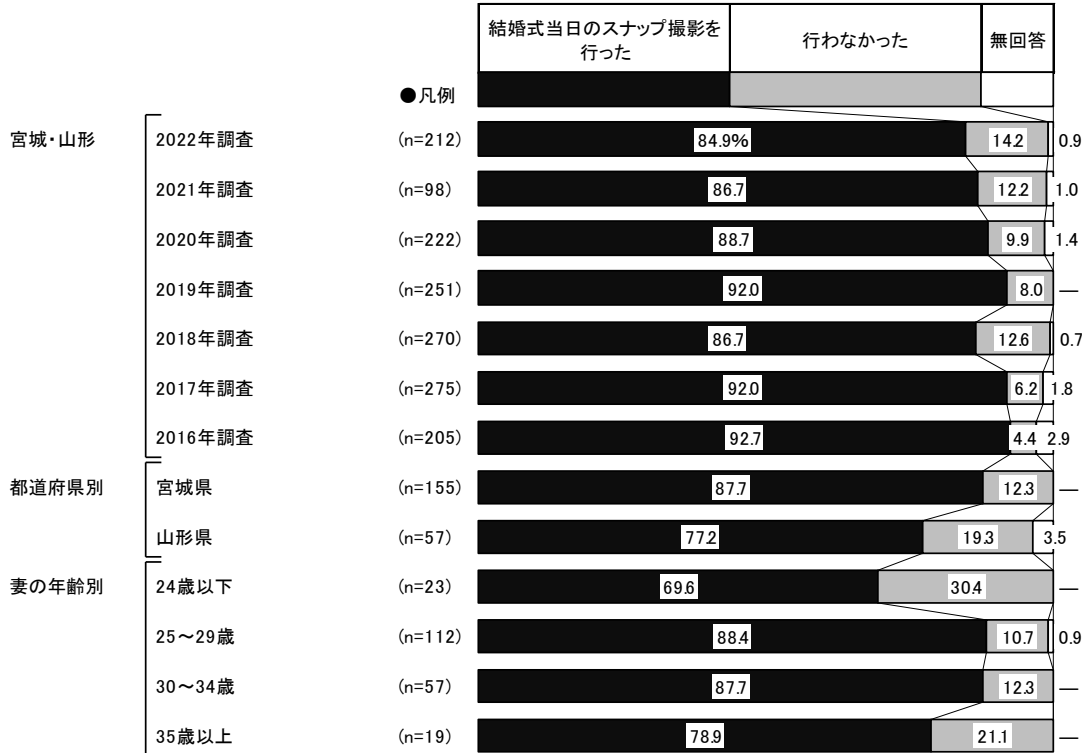 結婚式当日のスナップ撮影を
行った
行わなかった
無回答
●凡例
宮城・山形
2022年調査 (n=212) 84.9% 14.2 0.9
2021年調査 (n=98) 86.7 12.2 1.0
2020年調査 (n=222) 88.7 9.9 1.4
2019年調査 (n=251) 92.0 8.0 ―
2018年調査 (n=270) 86.7 12.6 0.7
2017年調査 (n=275) 92.0 6.2 1.8
2016年調査 (n=205) 92.7 4.4 2.9
都道府県別
宮城県 (n=155) 87.7 12.3 ―
山形県 (n=57) 77.2 19.3 3.5
妻の年齢別
24歳以下 (n=23) 69.6 30.4 ―
25～29歳 (n=112) 88.4 10.7 0.9
30～34歳 (n=57) 87.7 12.3 ―
35歳以上 (n=19) 78.9 21.1 ―